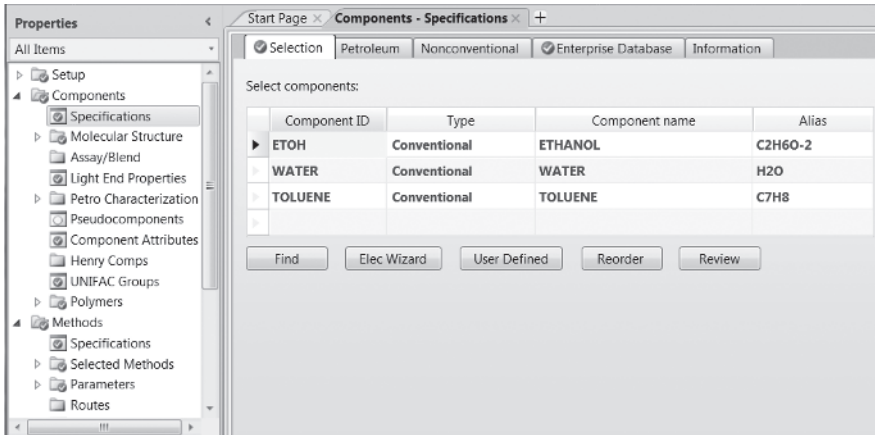 Properties
All Items
Setup
Components
Specifications
Molecular Structure
Assay/Blend
Light End Properties
Petro Characterization
Pseudocomponents
Component Attributes
Henry Comps
UNIFAC Groups
Polymers
Methods
Specifications
Selected Methods
Parameters
Routes
Start Page × Components - Specifications × +
Selection Petroleum Nonconventional Enterprise Database Information
Select components:
Component ID Type Component name Alias
ETOH Conventional ETHANOL C2H6O-2
WATER Conventional WATER H2O
TOLUENE Conventional TOLUENE C7H8
Find Elec Wizard User Defined Reorder Review